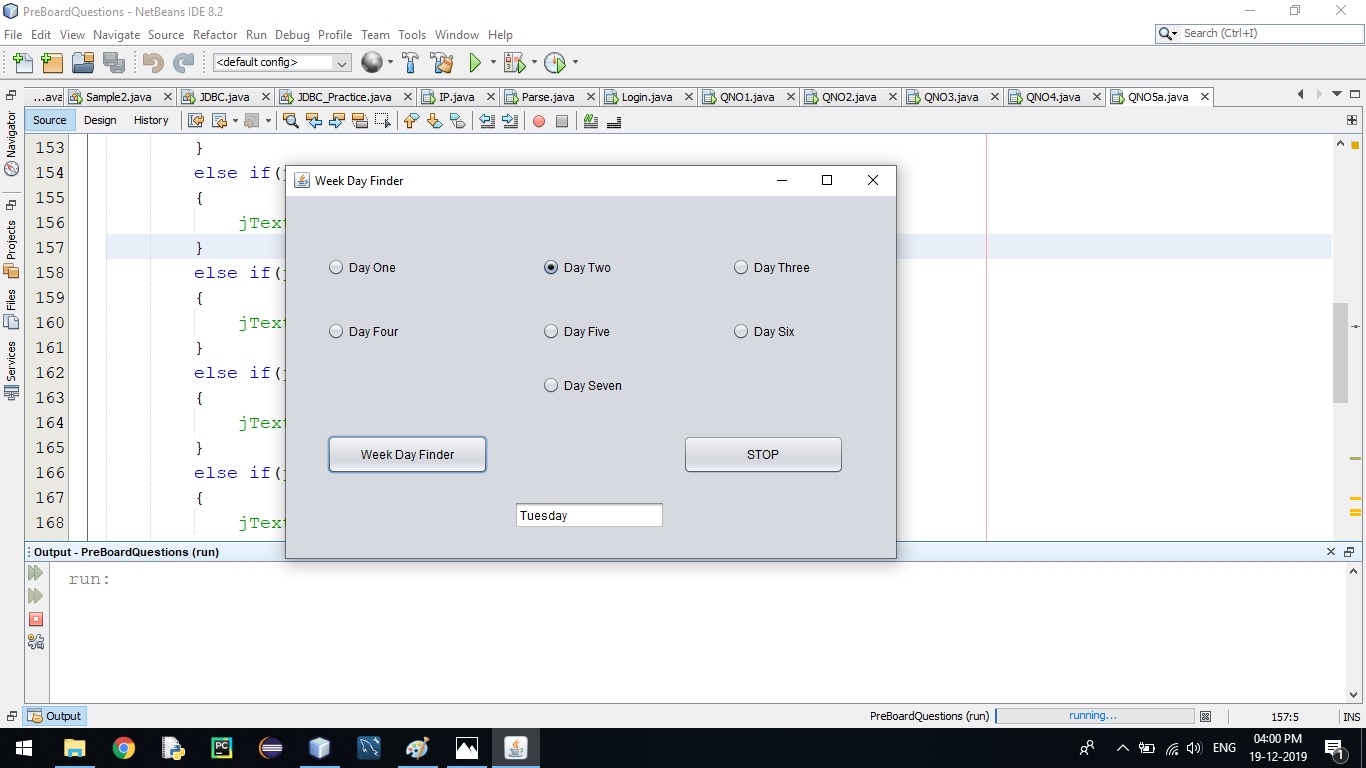 PreBoardQuestions - NetBeans IDE 8.2
File Edit View Navigate Source Refactor Run Debug Profile Team Tools Window Help
Search (Ctrl+I)
<default config>
...ava Sample2.java JDBC.java JDBC_Practice.java IP.java Parse.java Login.java QNO1.java QNO2.java QNO3.java QNO4.java QNO5a.java
Source Design History
Navigator
Projects
Files
Services
153 }
154 else if(
155 {
156 jText
157 }
158 else if(
159 {
160 jText
161 }
162 else if(
163 {
164 jText
165 }
166 else if(
167 {
168 jText
Week Day Finder
Day One Day Two Day Three
Day Four Day Five Day Six
Day Seven
Week Day Finder STOP
Tuesday
Output - PreBoardQuestions (run)
run:
Output
PreBoardQuestions (run) running... 157:5 INS
PC
ENG
04:00 PM
19-12-2019
1